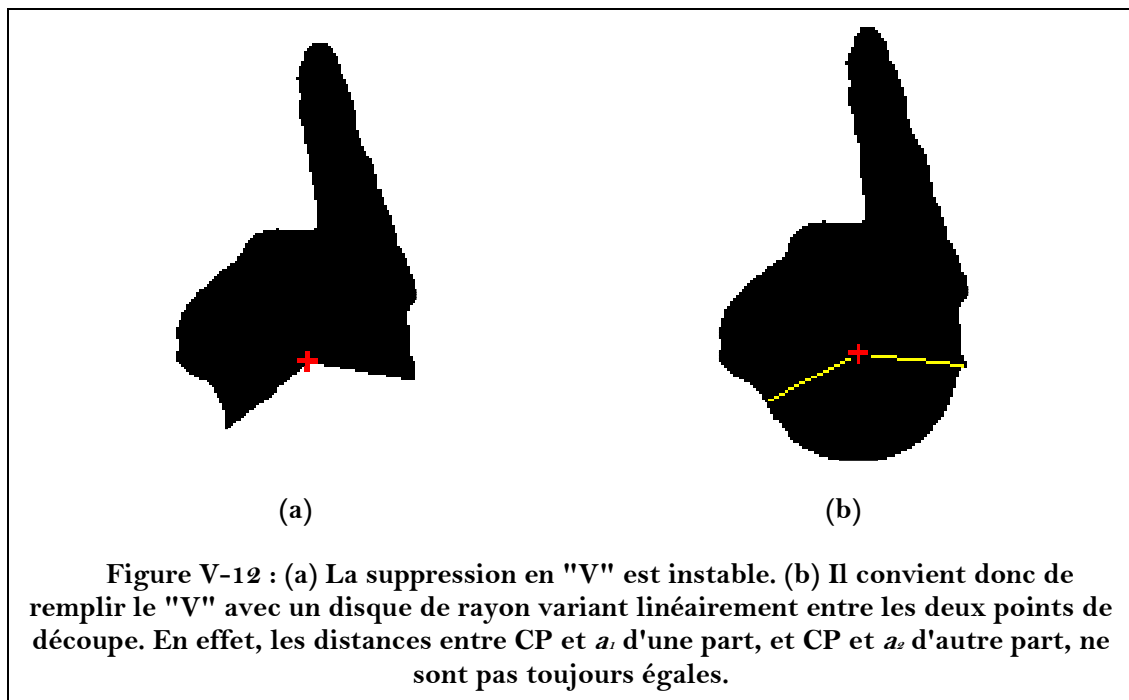 (a) (b)
Figure V-12 : (a) La suppression en "V" est instable. (b) Il convient donc de
remplir le "V" avec un disque de rayon variant linéairement entre les deux points de
découpe. En effet, les distances entre CP et a₁ d'une part, et CP et a₂ d'autre part, ne
sont pas toujours égales.